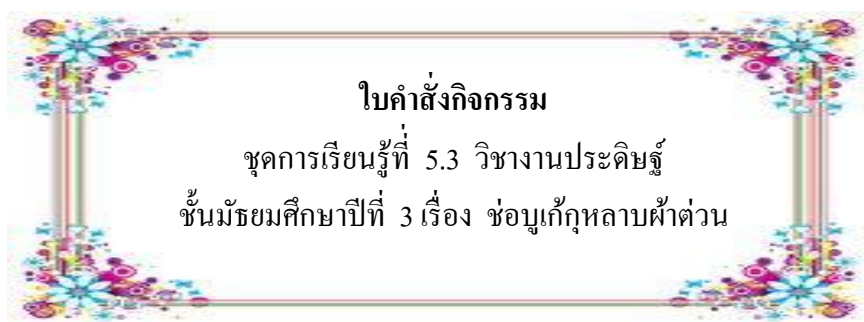 ใบคำสั่งกิจกรรม
ชุดการเรียนรู้ที่ 5.3 วิชางานประดิษฐ์
ชั้นมัธยมศึกษาปีที่ 3 เรื่อง ช่อบูเก้กุหลาบผ้าต่วน